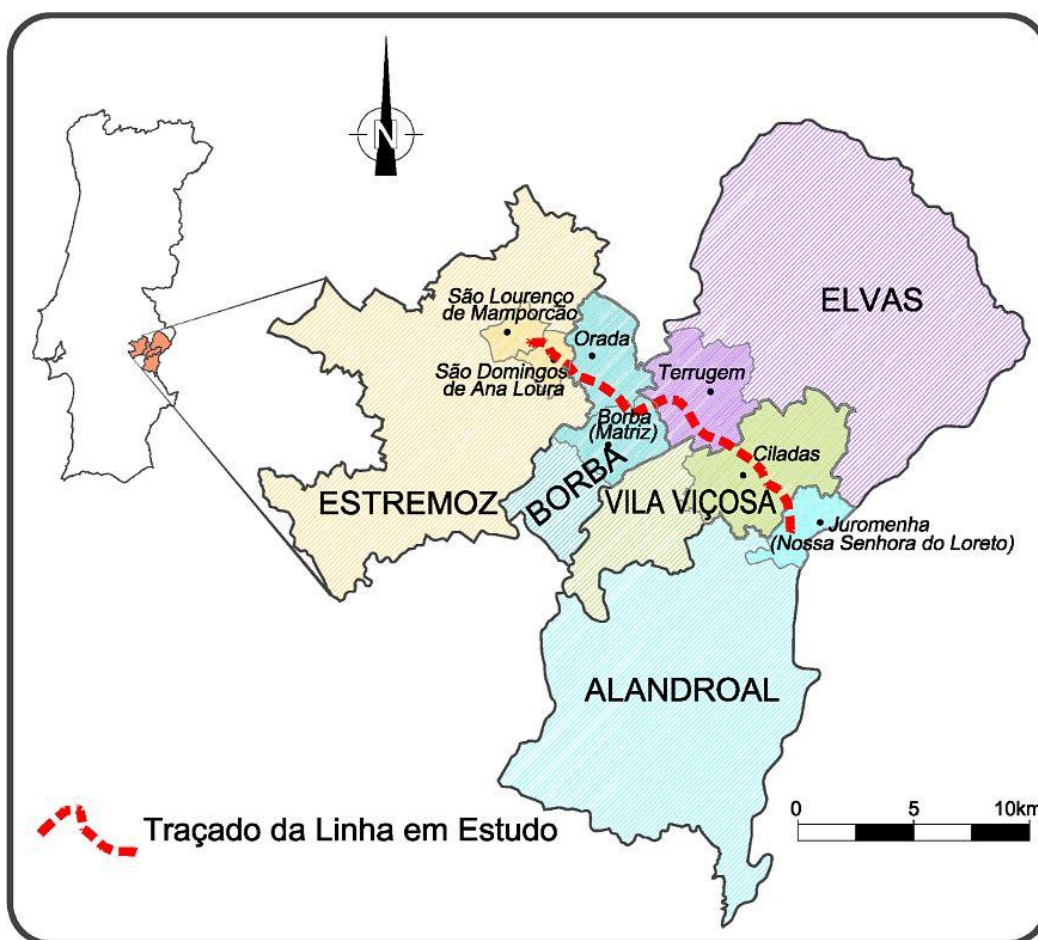 N
São Lourenço
de Mamporcão
Orada
ELVAS
São Domingos
de Ana Loura
Terrugem
Borba
(Matriz)
Ciladas
ESTREMOZ
BORBA
VILA VIÇOSA
Juromenha
(Nossa Senhora do Loreto)
ALANDROAL
0 5 10km
Traçado da Linha em Estudo